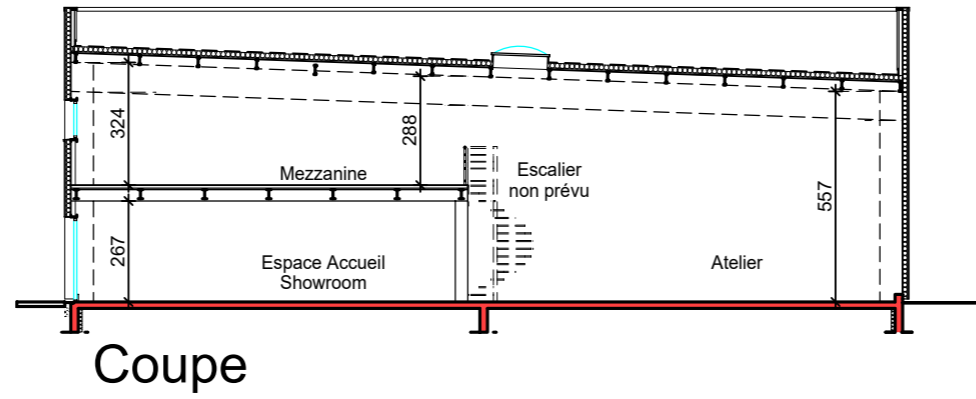 324
288
Mezzanine
Escalier
non prévu
557
267
Espace Accueil
Showroom
Atelier
Coupe